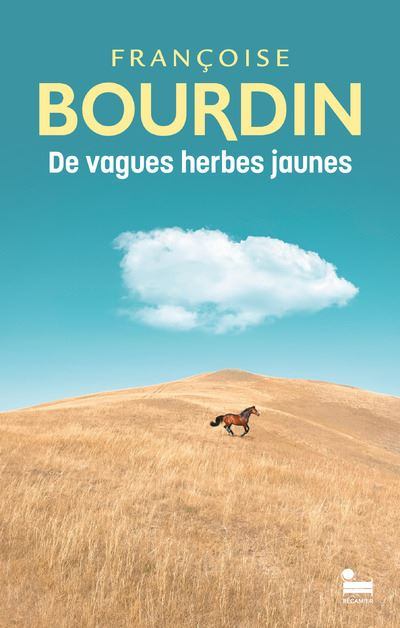 FRANÇOISE
BOURDIN
De vagues herbes jaunes
RÉCAMIER